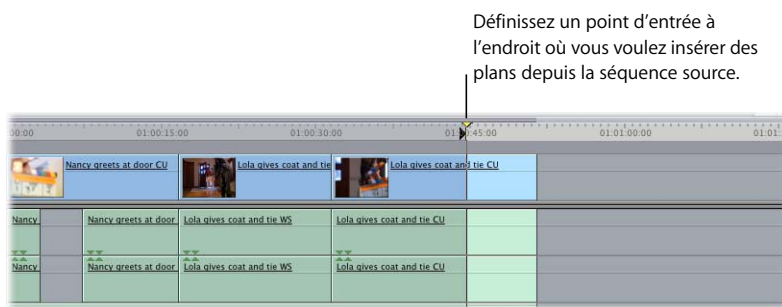 Définissez un point d’entrée à
l’endroit où vous voulez insérer des
plans depuis la séquence source.
00:00 01:00:15:00 01:00:30:00 01:00:45:00 01:01:00:00 01:01:
Nancy greets at door CU Lola gives coat and tie Lola gives coat and tie CU
Nancy Nancy greets at door Lola gives coat and tie WS Lola gives coat and tie CU
Nancy Nancy greets at door Lola gives coat and tie WS Lola gives coat and tie CU